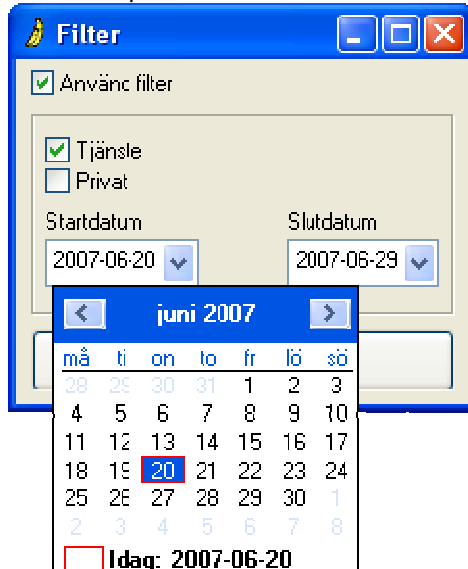 Filter
Använd filter
Tjänste
Privat
Startdatum Slutdatum
2007-06-20 2007-06-29
juni 2007
må ti on to fr lö sö
28 29 30 31 1 2 3
4 5 6 7 8 9 10
11 12 13 14 15 16 17
18 19 20 21 22 23 24
25 26 27 28 29 30 1
2 3 4 5 6 7 8
Idag: 2007-06-20